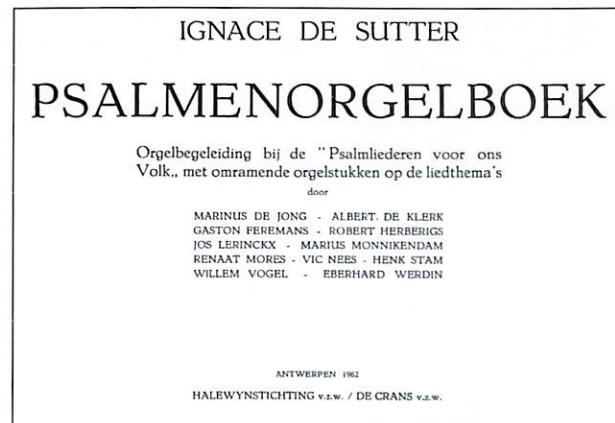 IGNACE DE SUTTER
PSALMENORGELBOEK
Orgelbegeleiding bij de "Psalmliederen voor ons
Volk„ met omramende orgelstukken op de liedthema's
door
MARINUS DE JONG - ALBERT. DE KLERK
GASTON FEREMANS - ROBERT HERBERIGS
JOS LERINCKX - MARIUS MONNIKENDAM
RENAAT MORES - VIC NEES - HENK STAM
WILLEM VOGEL - EBERHARD WERDIN
ANTWERPEN 1962
HALEWYNSTICHTING v.z.w. / DE CRANS v.z.w.